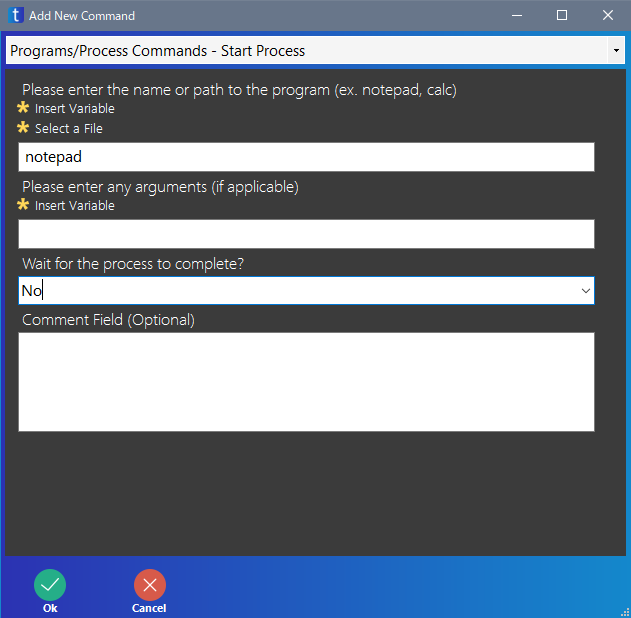 t Add New Command
Programs/Process Commands - Start Process
Please enter the name or path to the program (ex. notepad, calc)
Insert Variable
Select a File
notepad
Please enter any arguments (if applicable)
Insert Variable
Wait for the process to complete?
No
Comment Field (Optional)
Ok Cancel